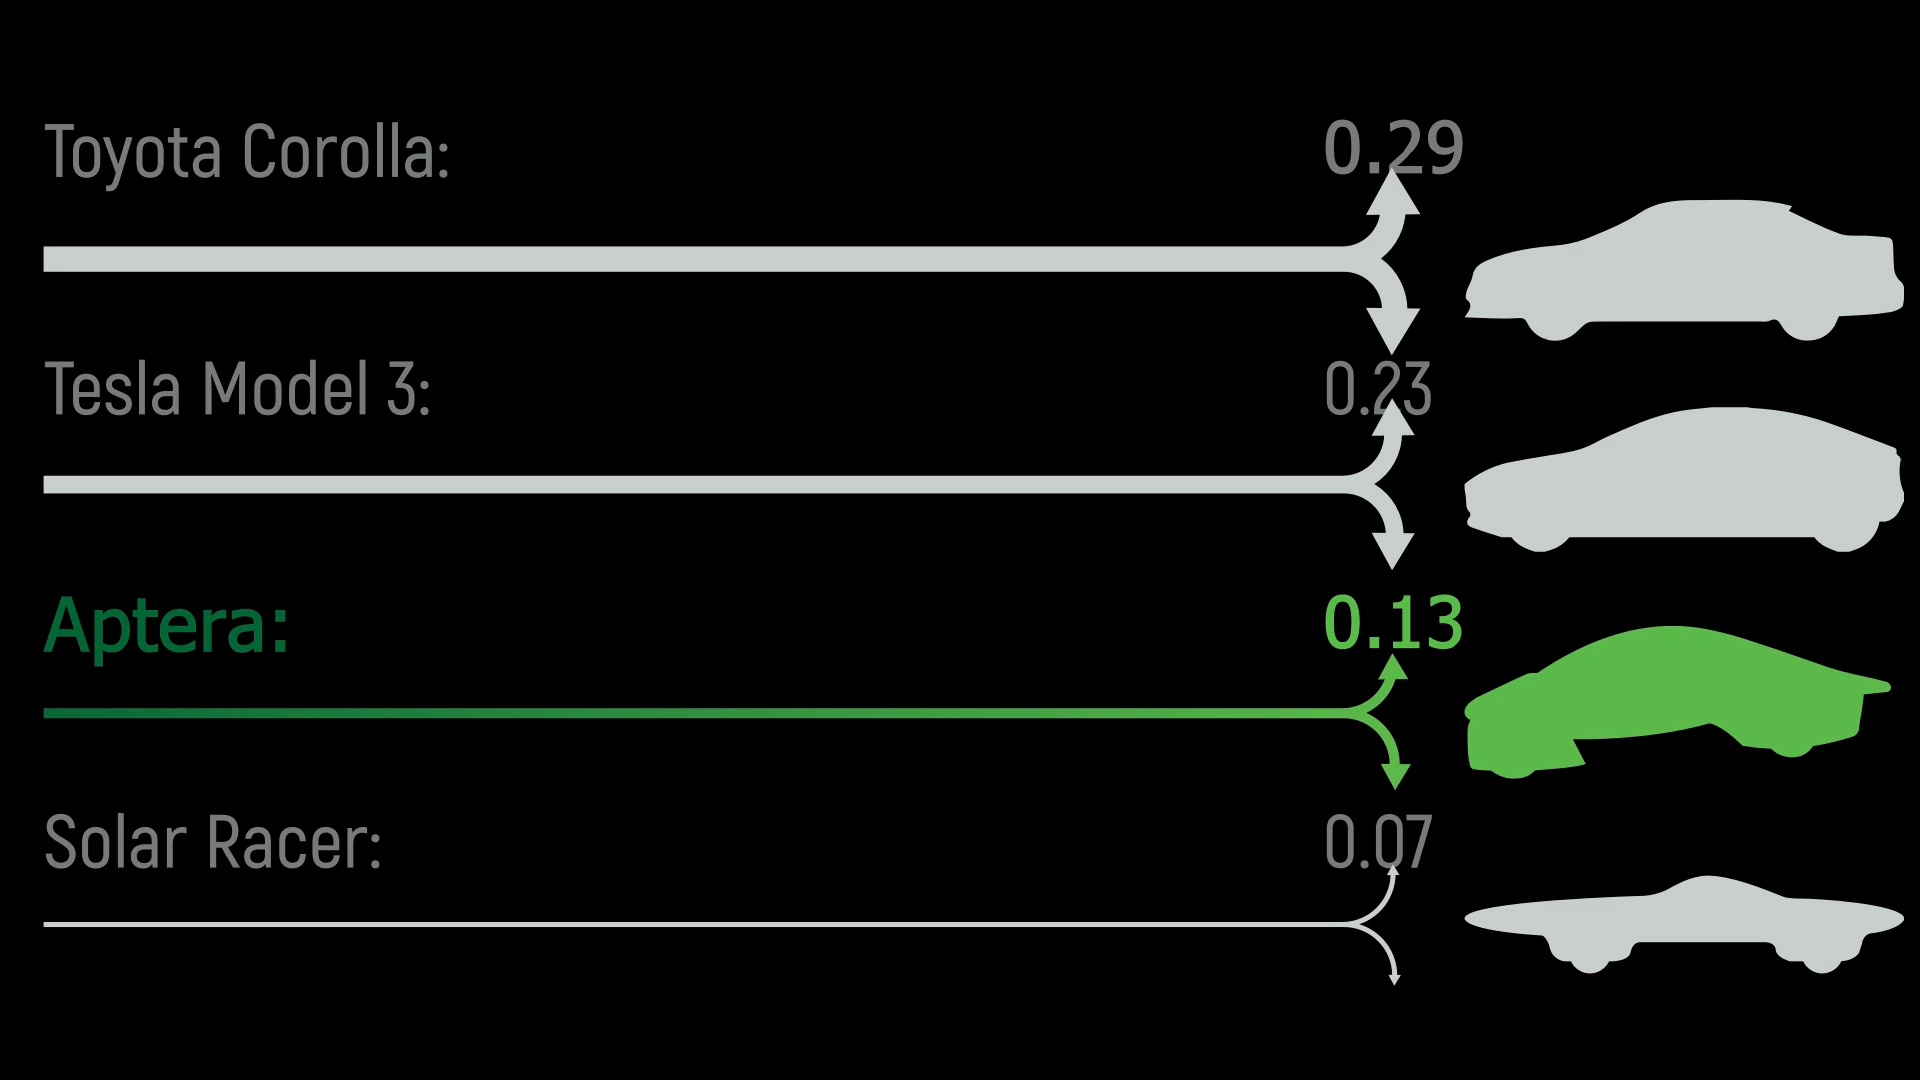 Toyota Corolla: 0.29
Tesla Model 3: 0.23
Aptera: 0.13
Solar Racer: 0.07